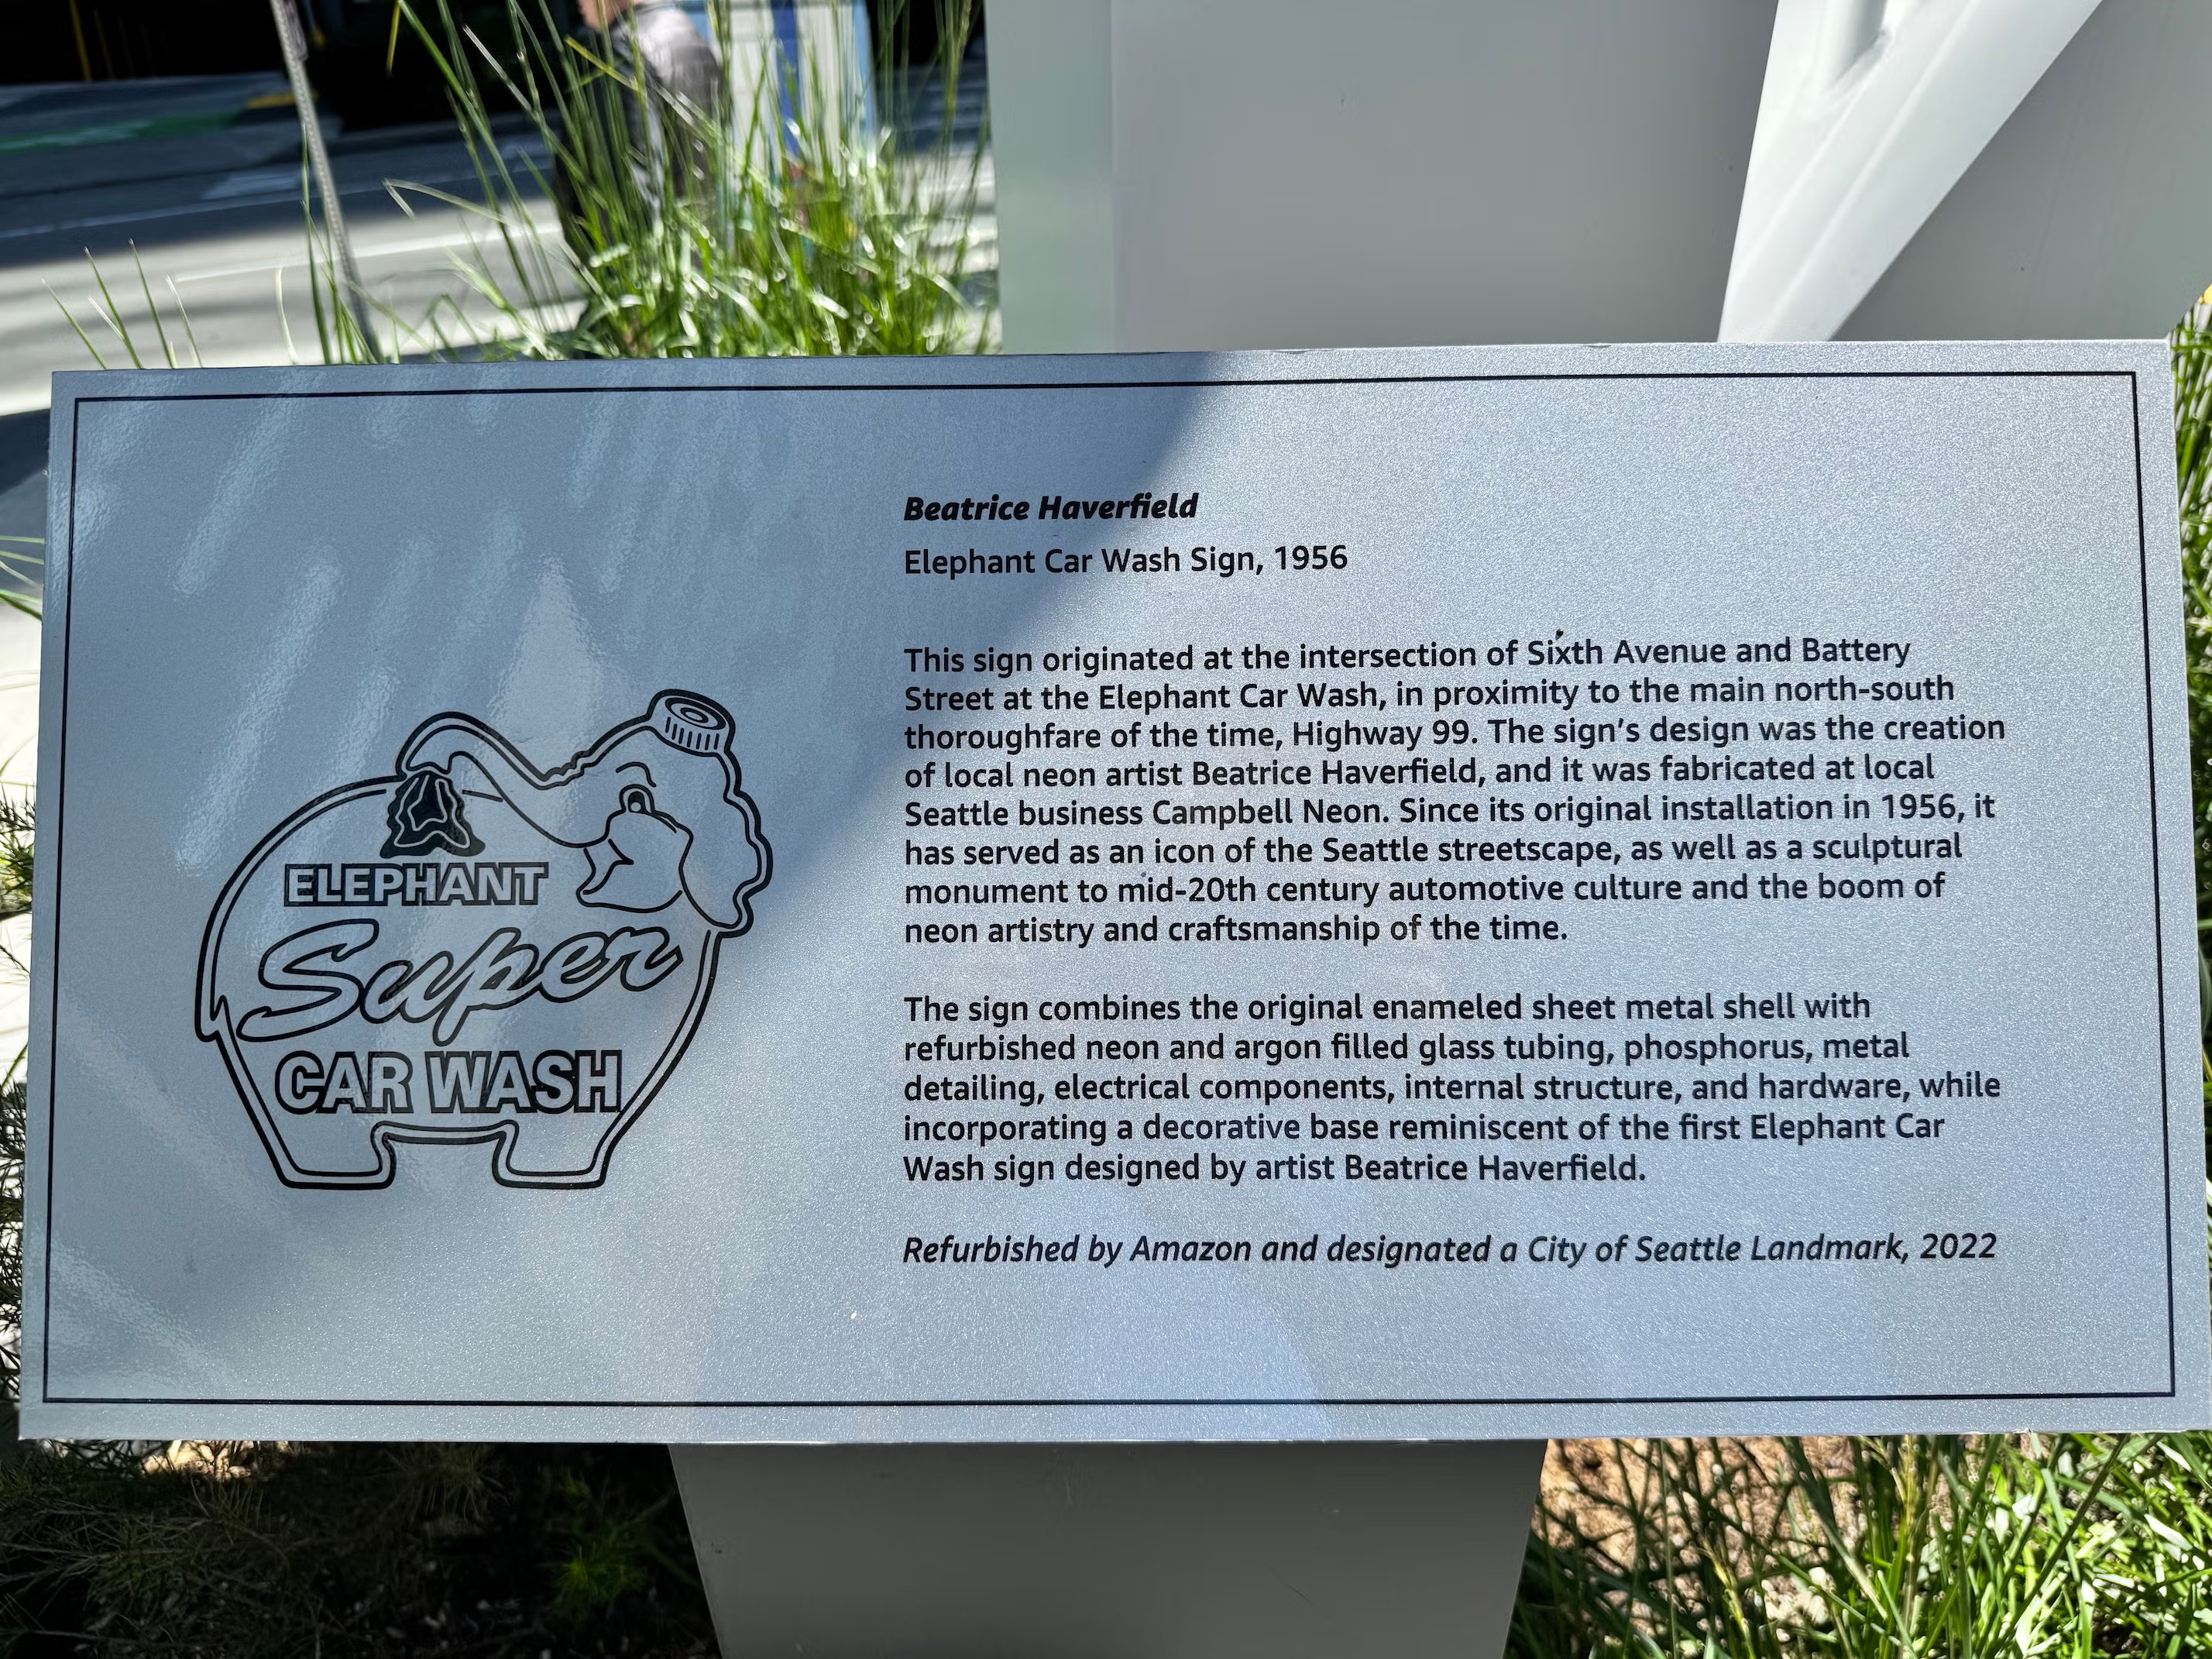 Beatrice Haverfield
Elephant Car Wash Sign, 1956
This sign originated at the intersection of Sixth Avenue and Battery
Street at the Elephant Car Wash, in proximity to the main north-south
thoroughfare of the time, Highway 99. The sign’s design was the creation
of local neon artist Beatrice Haverfield, and it was fabricated at local
Seattle business Campbell Neon. Since its original installation in 1956, it
has served as an icon of the Seattle streetscape, as well as a sculptural
monument to mid-20th century automotive culture and the boom of
neon artistry and craftsmanship of the time.
The sign combines the original enameled sheet metal shell with
refurbished neon and argon filled glass tubing, phosphorus, metal
detailing, electrical components, internal structure, and hardware, while
incorporating a decorative base reminiscent of the first Elephant Car
Wash sign designed by artist Beatrice Haverfield.
Refurbished by Amazon and designated a City of Seattle Landmark, 2022
ELEPHANT
Super
CAR WASH